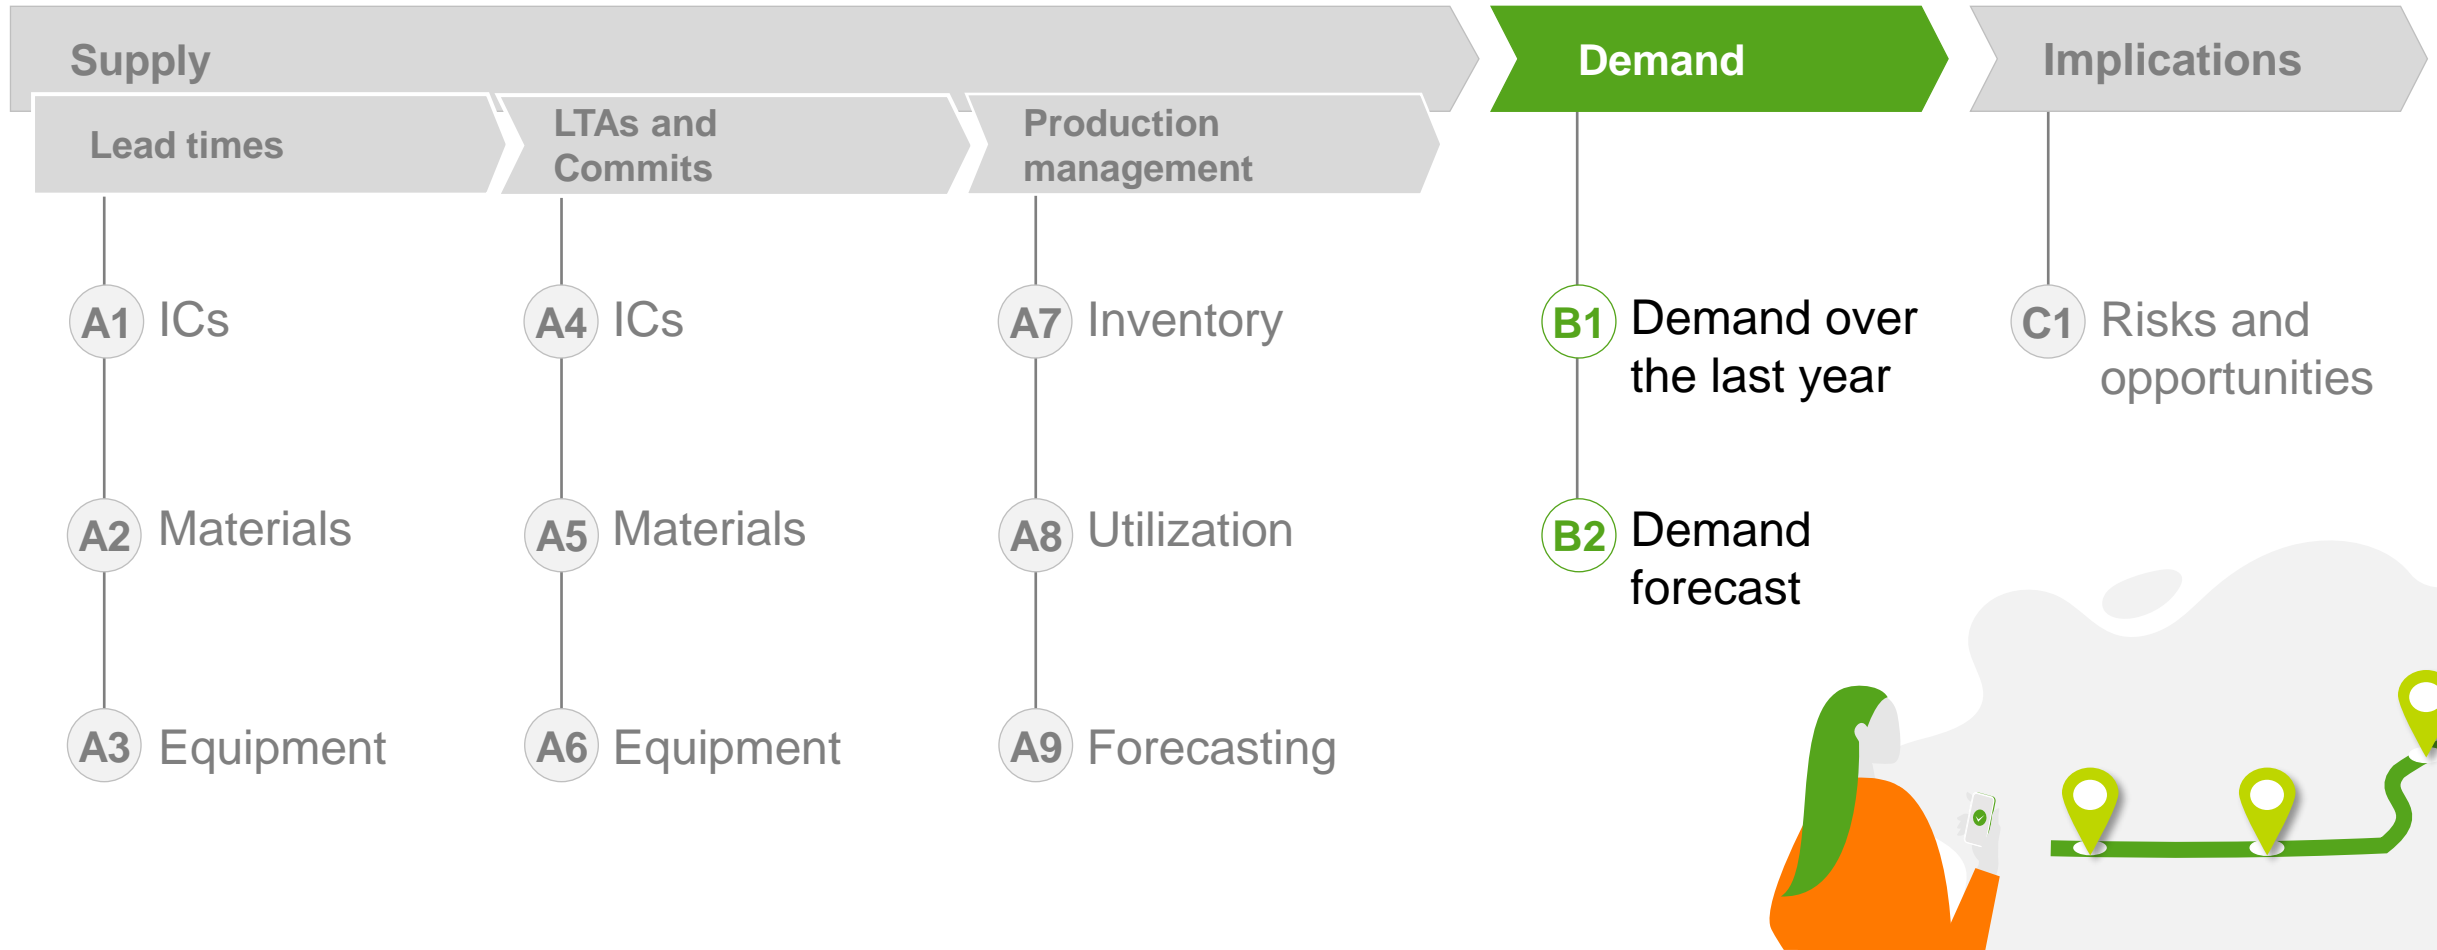 Supply
Demand
Implications
Lead times
LTAs and
Commits
Production
management
A1 ICs
A2 Materials
A3 Equipment
A4 ICs
A5 Materials
A6 Equipment
A7 Inventory
A8 Utilization
A9 Forecasting
B1 Demand over
the last year
B2 Demand
forecast
C1 Risks and
opportunities